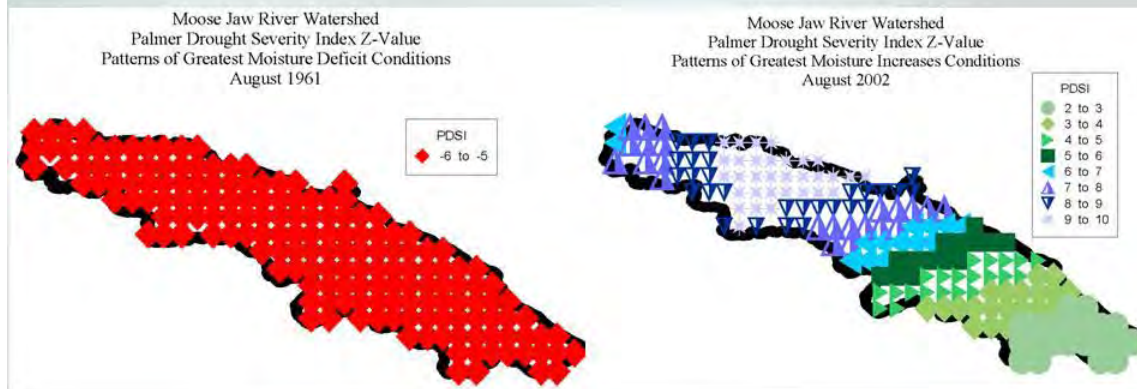 Moose Jaw River Watershed
Palmer Drought Severity Index Z-Value
Patterns of Greatest Moisture Deficit Conditions
August 1961
PDSI
-6 to -5
Moose Jaw River Watershed
Palmer Drought Severity Index Z-Value
Patterns of Greatest Moisture Increases Conditions
August 2002
PDSI
2 to 3
3 to 4
4 to 5
5 to 6
6 to 7
7 to 8
8 to 9
9 to 10